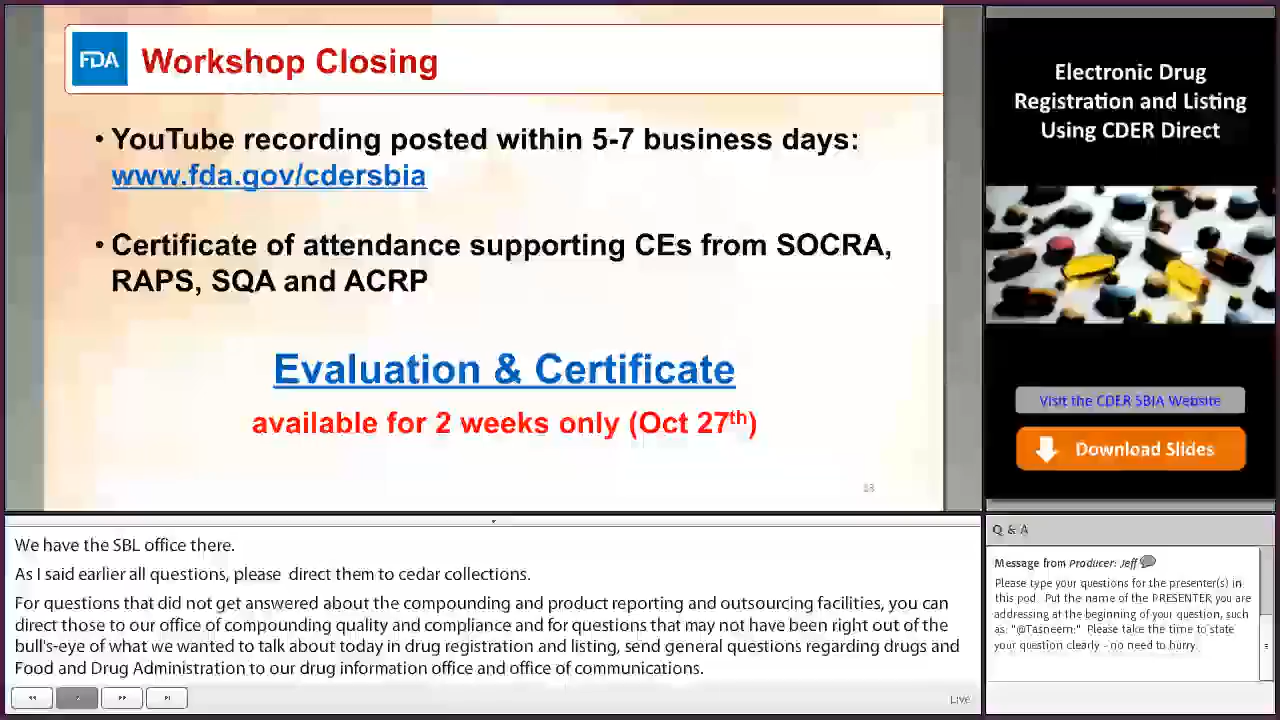 FDA Workshop Closing
• YouTube recording posted within 5-7 business days:
www.fda.gov/cdersbia
• Certificate of attendance supporting CEs from SOCRA,
RAPS, SQA and ACRP
Evaluation & Certificate
available for 2 weeks only (Oct 27th)
Electronic Drug
Registration and Listing
Using CDER Direct
Visit the CDER SBIA Website
Download Slides
We have the SBL office there.
As I said earlier all questions, please direct them to cedar collections.
For questions that did not get answered about the compounding and product reporting and outsourcing facilities, you can
direct those to our office of compounding quality and compliance and for questions that may not have been right out of the
bull's-eye of what we wanted to talk about today in drug registration and listing, send general questions regarding drugs and
Food and Drug Administration to our drug information office and office of communications.
Live
Q & A
Message from Producer: Jeff
Please type your questions for the presenter(s) in
this pod. Put the name of the PRESENTER you are
addressing at the beginning of your question, such
as: "@Tasneem:" Please take the time to state
your question clearly - no need to hurry.